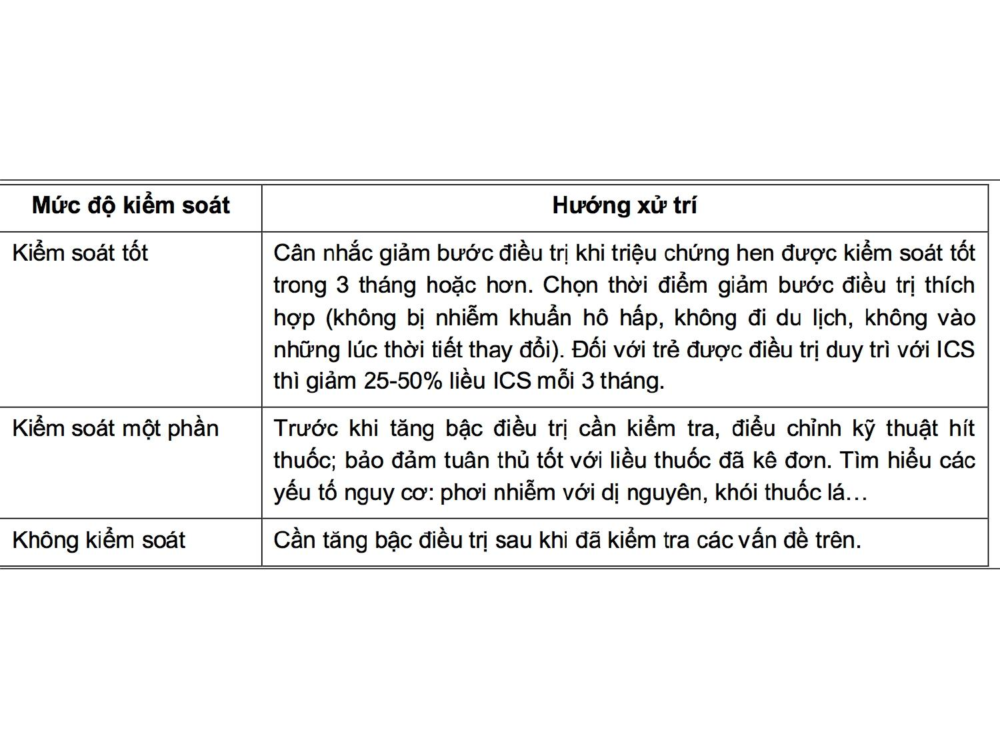 Mức độ kiểm soát
Hướng xử trí
Kiểm soát tốt
Cân nhắc giảm bước điều trị khi triệu chứng hen được kiểm soát tốt
trong 3 tháng hoặc hơn. Chọn thời điểm giảm bước điều trị thích
hợp (không bị nhiễm khuẩn hô hấp, không đi du lịch, không vào
những lúc thời tiết thay đổi). Đối với trẻ được điều trị duy trì với ICS
thì giảm 25-50% liều ICS mỗi 3 tháng.
Kiểm soát một phần
Trước khi tăng bậc điều trị cần kiểm tra, điểu chỉnh kỹ thuật hít
thuốc; bảo đảm tuân thủ tốt với liều thuốc đã kê đơn. Tìm hiểu các
yếu tố nguy cơ: phơi nhiễm với dị nguyên, khói thuốc lá…
Không kiểm soát
Cần tăng bậc điều trị sau khi đã kiểm tra các vấn đề trên.